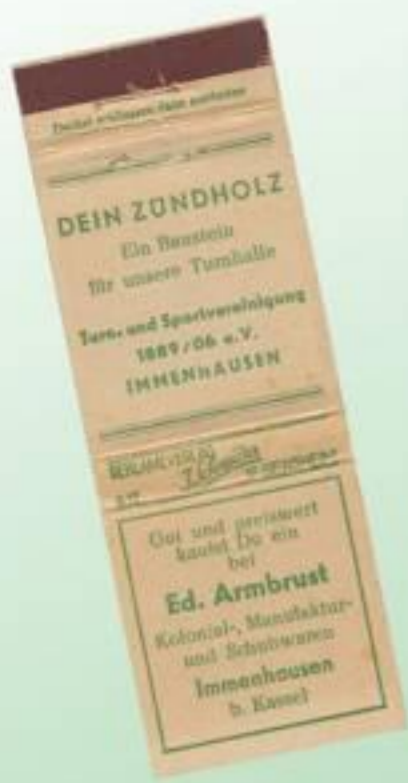 DEIN ZÜNDHOLZ
Ein Baustein
für unsere Turnhalle
Turn- und Sportvereinigung
1889/06 e.V.
IMMENHAUSEN
Gut und preiswert
kaufst Du ein
bei
Ed. Armbrust
Kolonial-, Manufaktur-
und Schuhwaren
Immenhausen
b. Kassel